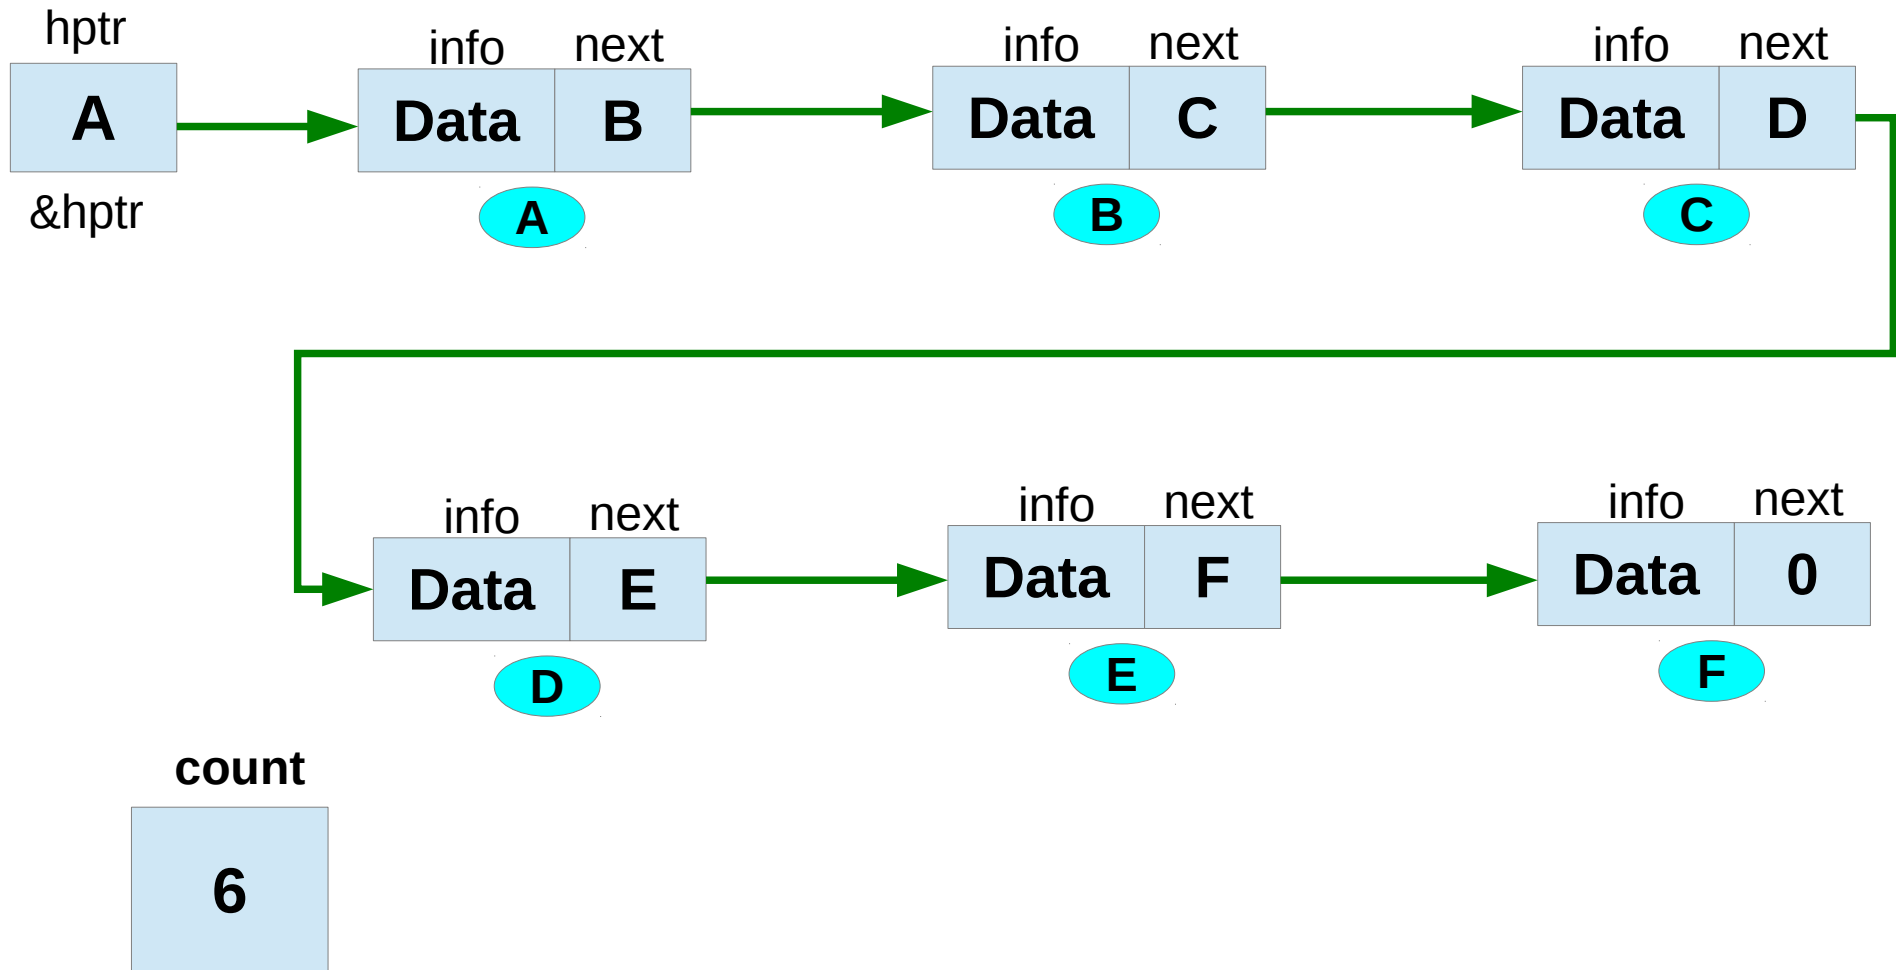 hptr
A
&hptr
info next
Data B
A
info next
Data C
B
info next
Data D
C
info next
Data E
D
info next
Data F
E
info next
Data 0
F
count
6